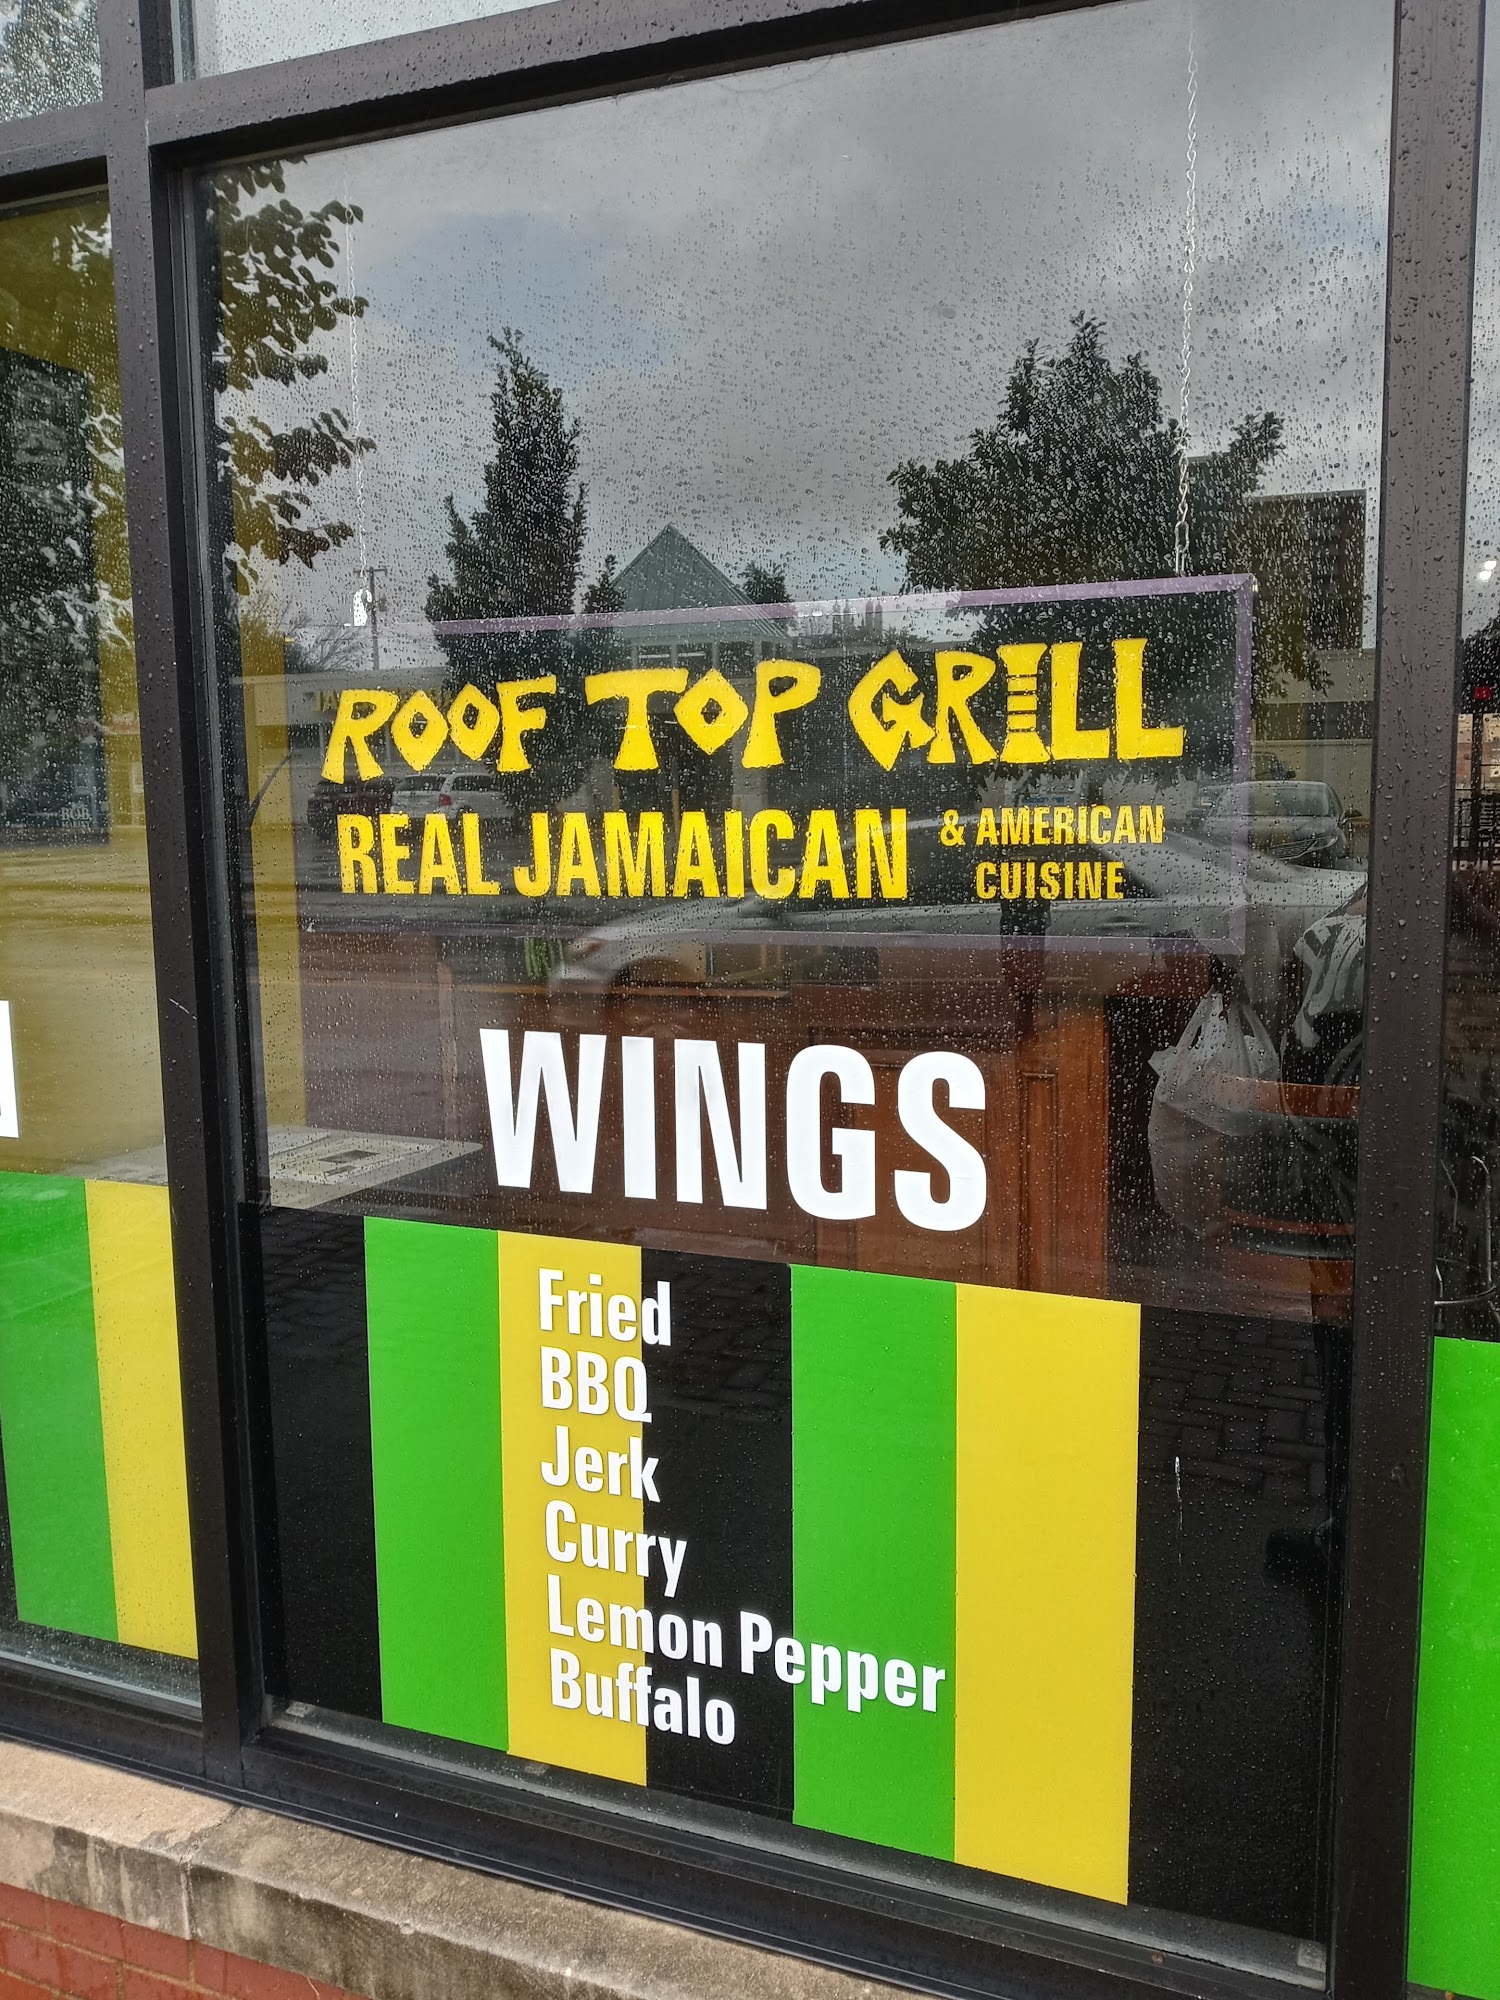 ROOF TOP GRILL
REAL JAMAICAN & AMERICAN
CUISINE
WINGS
Fried
BBQ
Jerk
Curry
Lemon Pepper
Buffalo